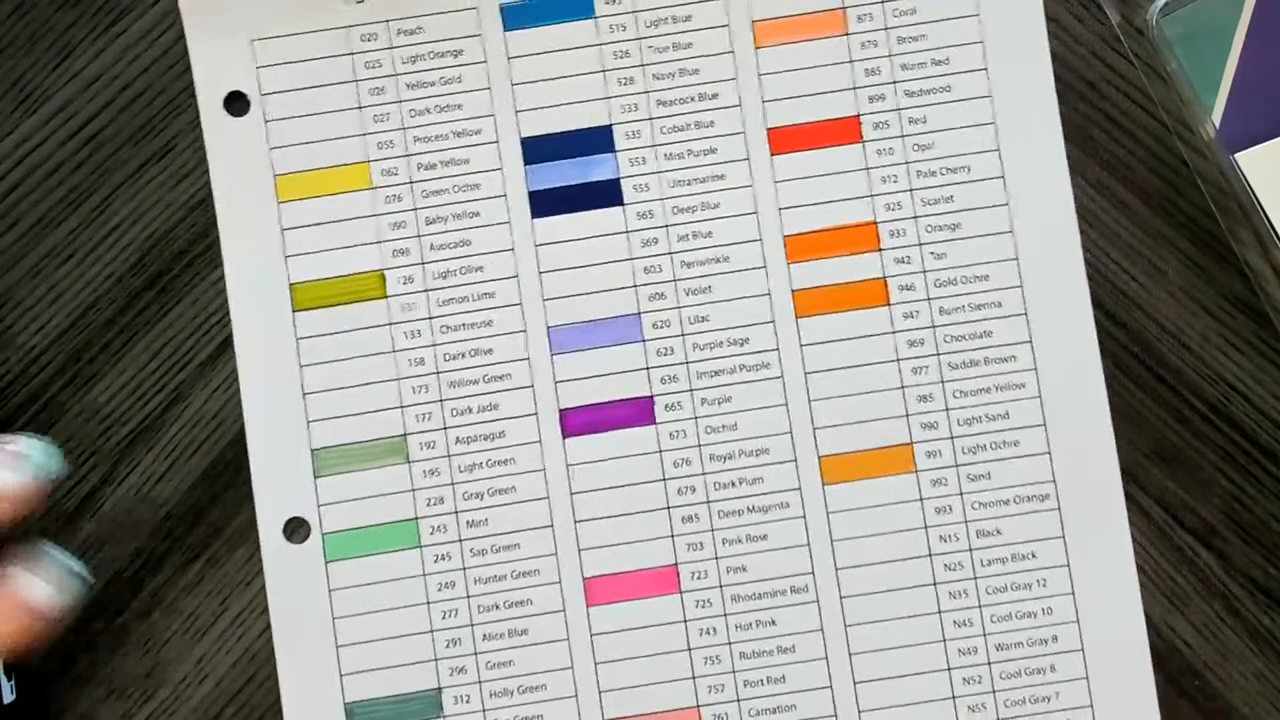 020 Peach
025 Light Orange
026 Yellow Gold
027 Dark Ochre
055 Process Yellow
062 Pale Yellow
076 Green Ochre
090 Baby Yellow
098 Avocado
126 Light Olive
Lemon Lime
133 Chartreuse
158 Dark Olive
173 Willow Green
177 Dark Jade
192 Asparagus
195 Light Green
228 Gray Green
243 Mint
245 Sap Green
249 Hunter Green
277 Dark Green
291 Alice Blue
296 Green
312 Holly Green
Green
493
515 Light Blue
526 True Blue
528 Navy Blue
533 Peacock Blue
535 Cobalt Blue
553 Mist Purple
555 Ultramarine
565 Deep Blue
569 Jet Blue
603 Periwinkle
606 Violet
620 Lilac
623 Purple Sage
636 Imperial Purple
665 Purple
673 Orchid
676 Royal Purple
679 Dark Plum
685 Deep Magenta
703 Pink Rose
723 Pink
725 Rhodamine Red
743 Hot Pink
755 Rubine Red
757 Port Red
761 Carnation
873 Coral
879 Brown
885 Warm Red
899 Redwood
905 Red
910 Opal
912 Pale Cherry
925 Scarlet
933 Orange
942 Tan
946 Gold Ochre
947 Burnt Sienna
969 Chocolate
977 Saddle Brown
985 Chrome Yellow
990 Light Sand
991 Light Ochre
992 Sand
993 Chrome Orange
N15 Black
N25 Lamp Black
N35 Cool Gray 12
N45 Cool Gray 10
N49 Warm Gray 8
N52 Cool Gray 8
N55 Cool Gray 7